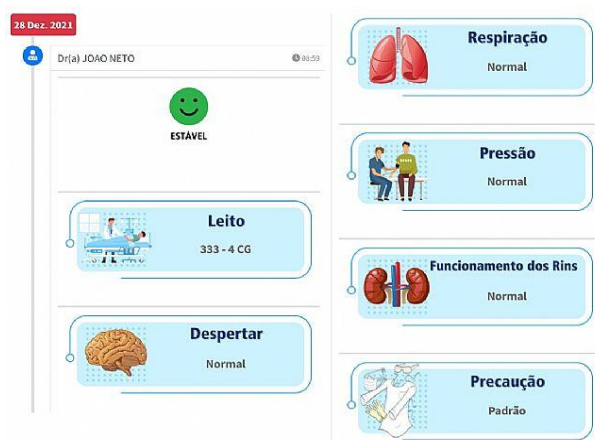 28 Dez. 2021
Dr(a) JOAO NETO
ESTÁVEL
Leito
333 - 4 CG
Despertar
Normal
Respiração
Normal
Pressão
Normal
Funcionamento dos Rins
Normal
Precaução
Padrão